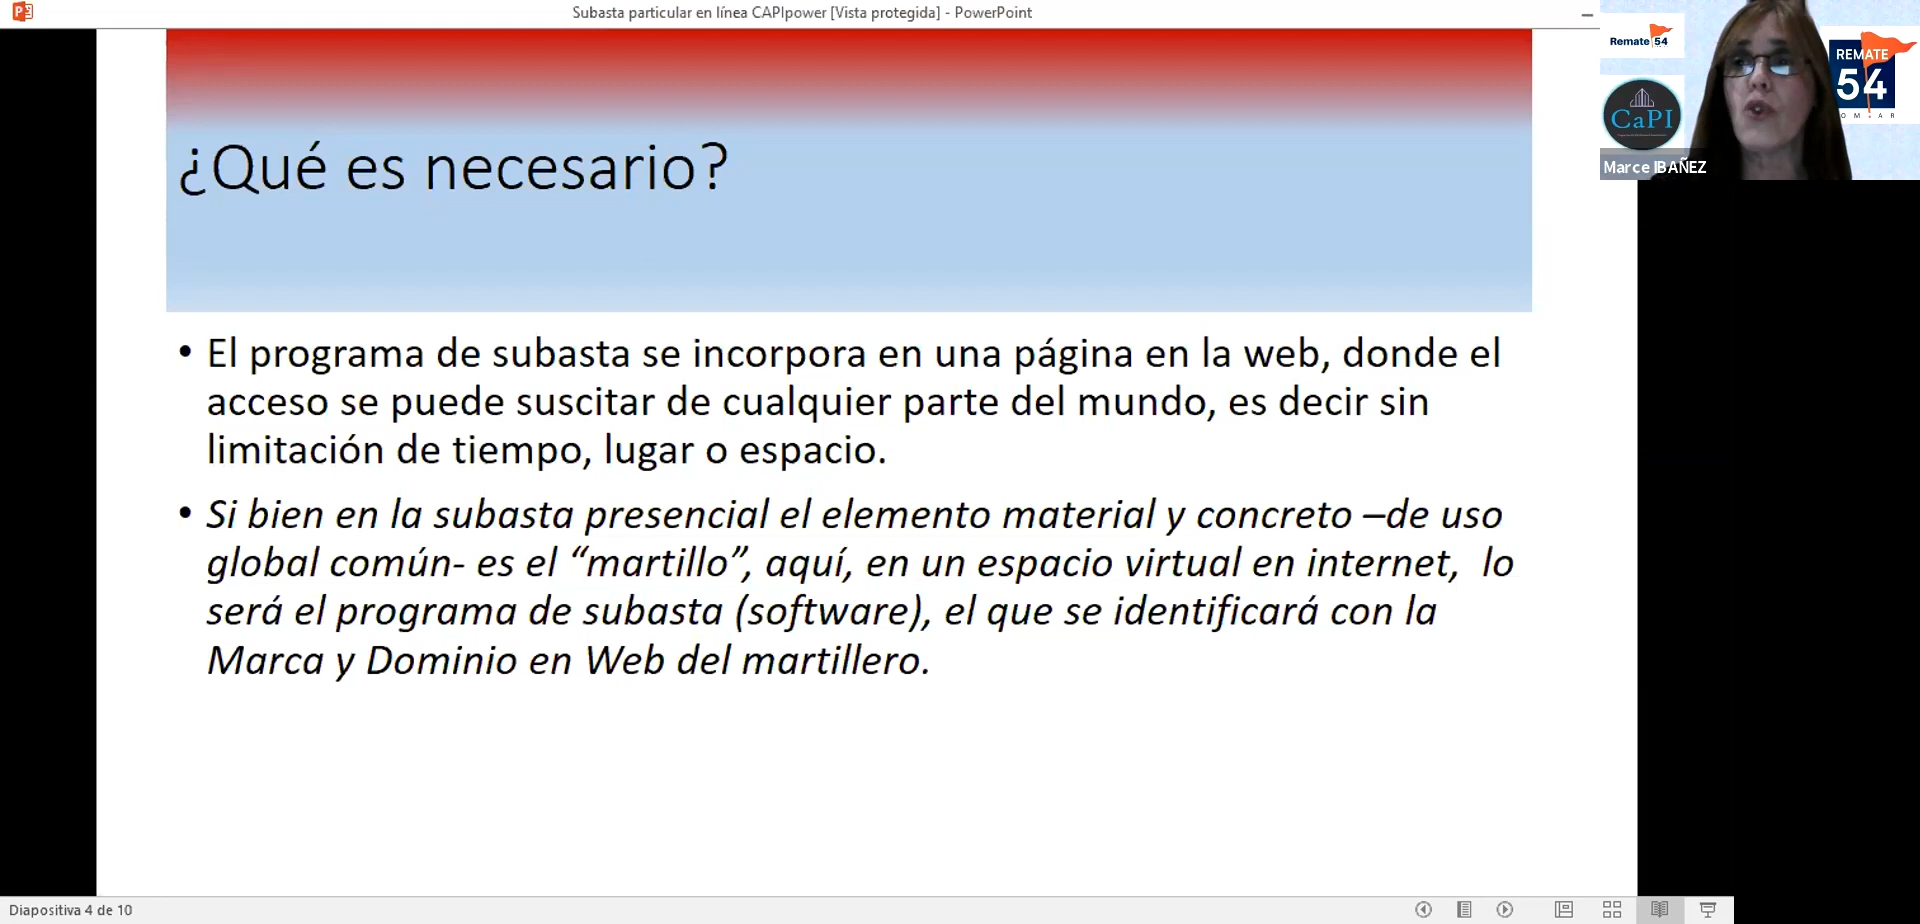 Subasta particular en línea CAPIpower [Vista protegida] - PowerPoint
¿Qué es necesario?
• El programa de subasta se incorpora en una página en la web, donde el
acceso se puede suscitar de cualquier parte del mundo, es decir sin
limitación de tiempo, lugar o espacio.
• Si bien en la subasta presencial el elemento material y concreto –de uso
global común- es el “martillo”, aquí, en un espacio virtual en internet,  lo
será el programa de subasta (software), el que se identificará con la
Marca y Dominio en Web del martillero.
Remate 54
CaPI
Marce IBAÑEZ
REMATE
54
OM.AR
Diapositiva 4 de 10